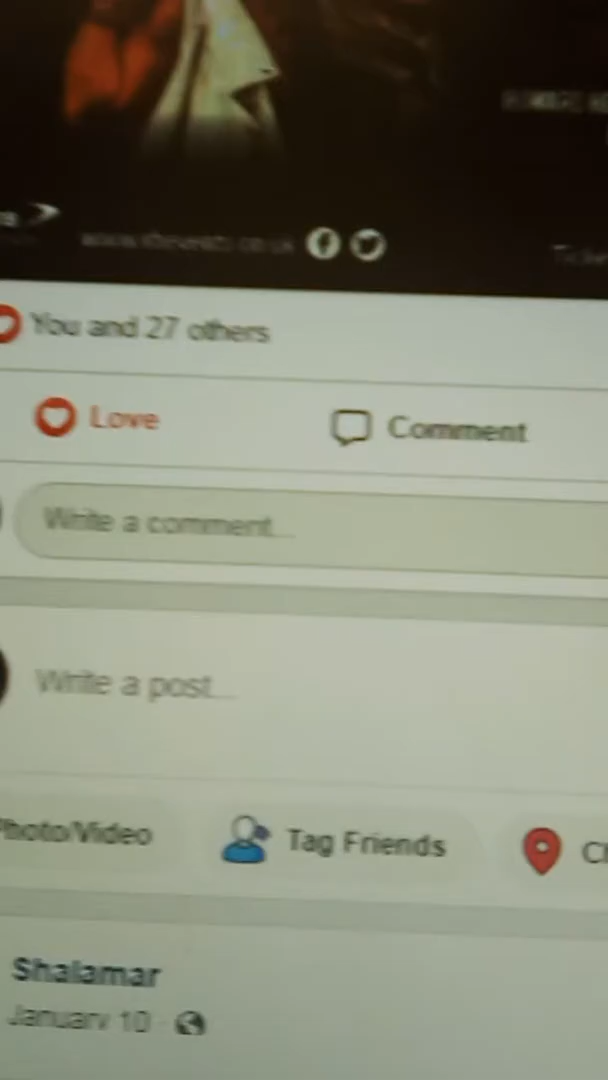 You and 27 others
Love
Comment
Write a comment...
Write a post...
Photo/Video
Tag Friends
Shalamar
January 10